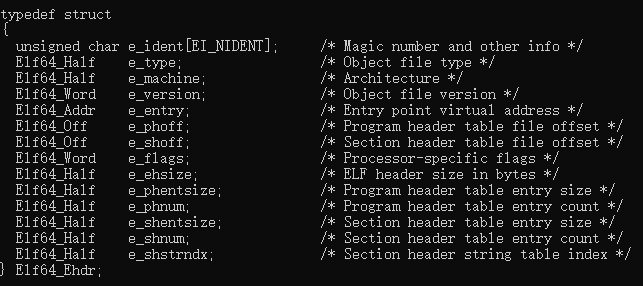 typedef struct
{
  unsigned char e_ident[EI_NIDENT];     /* Magic number and other info */
  Elf64_Half    e_type;                 /* Object file type */
  Elf64_Half    e_machine;              /* Architecture */
  Elf64_Word    e_version;              /* Object file version */
  Elf64_Addr    e_entry;                /* Entry point virtual address */
  Elf64_Off     e_phoff;                /* Program header table file offset */
  Elf64_Off     e_shoff;                /* Section header table file offset */
  Elf64_Word    e_flags;                /* Processor-specific flags */
  Elf64_Half    e_ehsize;               /* ELF header size in bytes */
  Elf64_Half    e_phentsize;            /* Program header table entry size */
  Elf64_Half    e_phnum;                /* Program header table entry count */
  Elf64_Half    e_shentsize;            /* Section header table entry size */
  Elf64_Half    e_shnum;                /* Section header table entry count */
  Elf64_Half    e_shstrndx;             /* Section header string table index */
} Elf64_Ehdr;